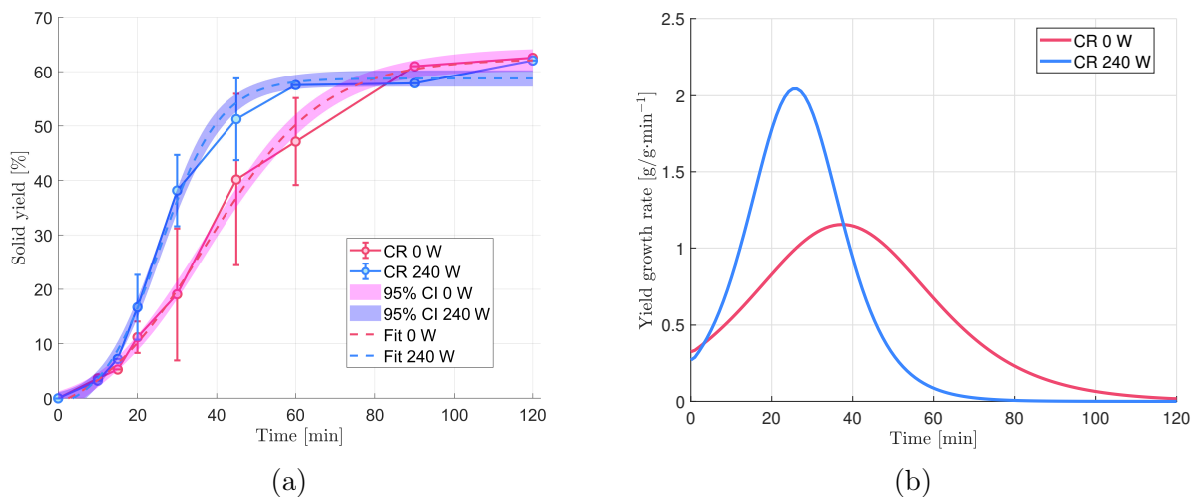 70
60
50
40
30
20
10
0
0 20 40 60 80 100 120
Solid yield [%]
Time [min]
CR 0 W
CR 240 W
95% CI 0 W
95% CI 240 W
Fit 0 W
Fit 240 W
(a)
2.5
2
1.5
1
0.5
0
0 20 40 60 80 100 120
Yield growth rate [g/g·min⁻¹]
Time [min]
CR 0 W
CR 240 W
(b)